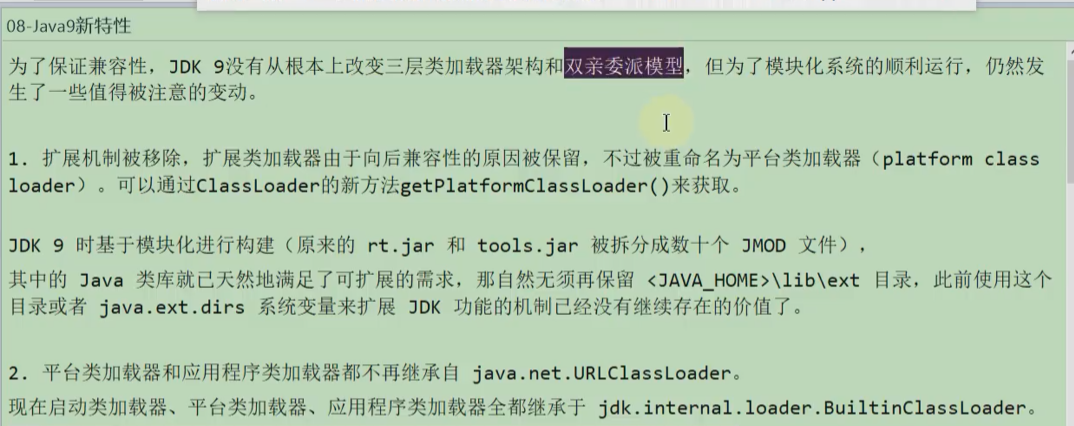 08-Java9新特性
为了保证兼容性，JDK 9没有从根本上改变三层类加载器架构和双亲委派模型，但为了模块化系统的顺利运行，仍然发
生了一些值得被注意的变动。
1. 扩展机制被移除，扩展类加载器由于向后兼容性的原因被保留，不过被重命名为平台类加载器（platform class
loader）。可以通过ClassLoader的新方法getPlatformClassLoader()来获取。
JDK 9 时基于模块化进行构建（原来的 rt.jar 和 tools.jar 被拆分成数十个 JMOD 文件），
其中的 Java 类库就已天然地满足了可扩展的需求，那自然无须再保留 <JAVA_HOME>\lib\ext 目录，此前使用这个
目录或者 java.ext.dirs 系统变量来扩展 JDK 功能的机制已经没有继续存在的价值了。
2. 平台类加载器和应用程序类加载器都不再继承自 java.net.URLClassLoader。
现在启动类加载器、平台类加载器、应用程序类加载器全都继承于 jdk.internal.loader.BuiltinClassLoader。